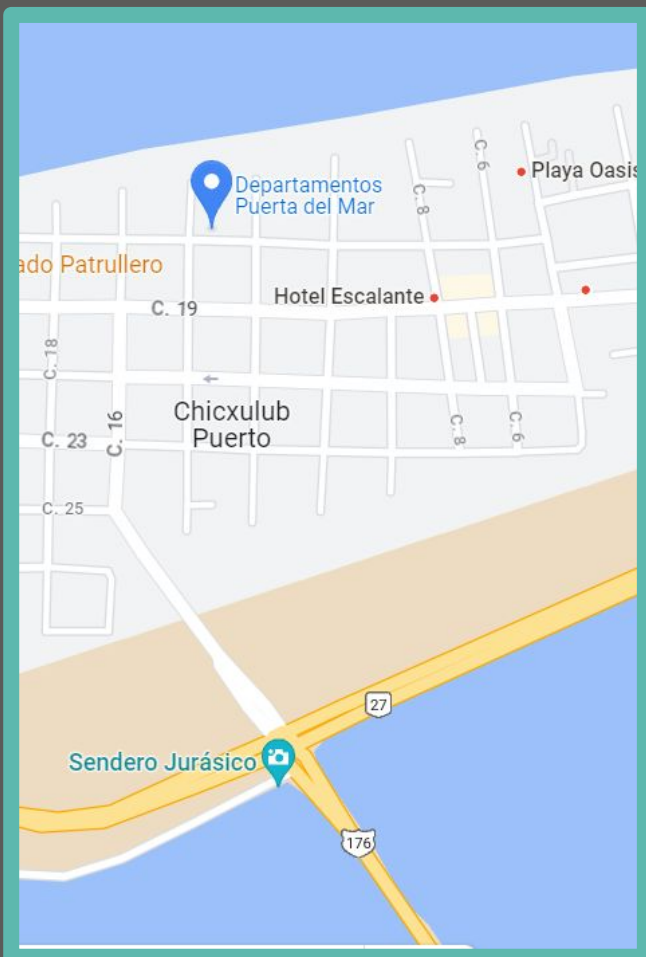 C. 6
Playa Oasis
Departamentos
Puerta del Mar
C. 8
ado Patrullero
Hotel Escalante
C. 19
C. 18
Chicxulub
Puerto
C. 16
C. 23
C. 8
C. 6
C. 25
27
Sendero Jurásico
176